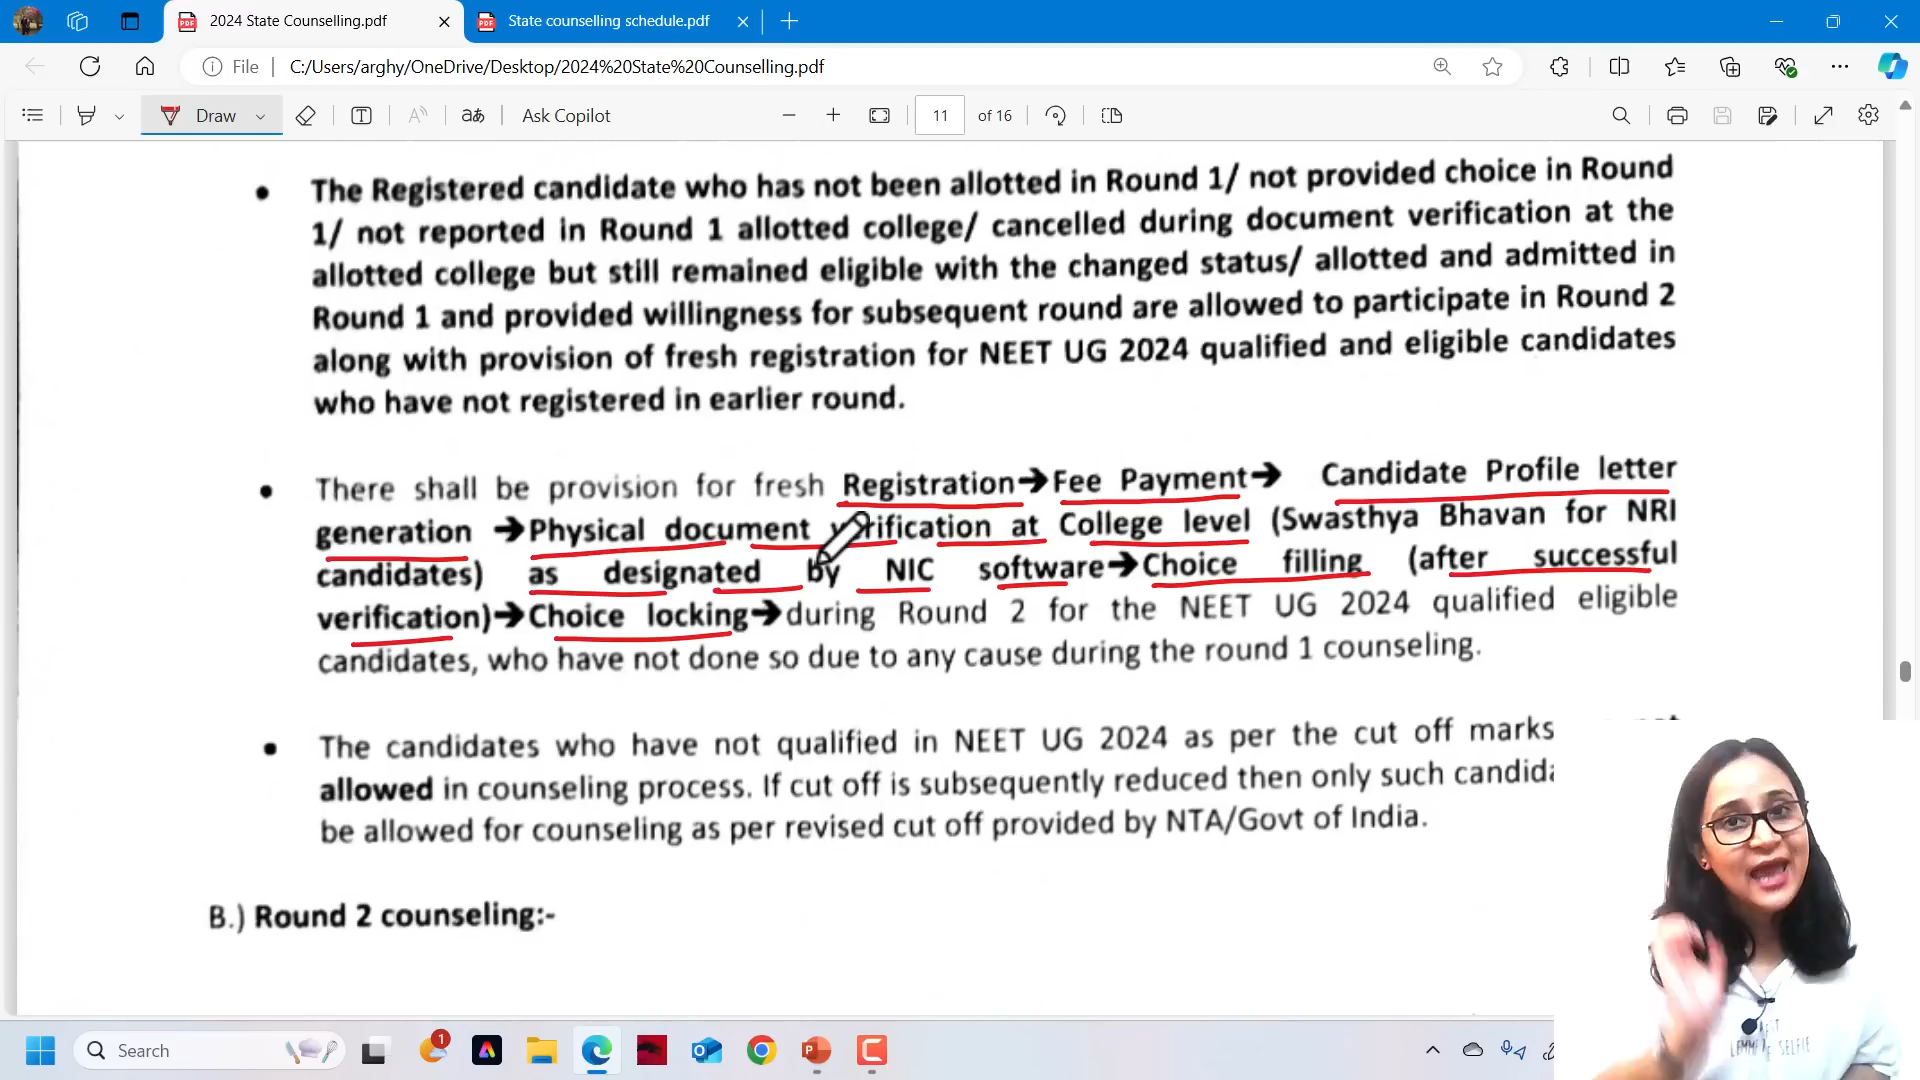 2024 State Counselling.pdf
State counselling schedule.pdf
File
C:/Users/arghy/OneDrive/Desktop/2024%20State%20Counselling.pdf
Draw
Ask Copilot
11 of 16
The Registered candidate who has not been allotted in Round 1/ not provided choice in Round
1/ not reported in Round 1 allotted college/ cancelled during document verification at the
allotted college but still remained eligible with the changed status/ allotted and admitted in
Round 1 and provided willingness for subsequent round are allowed to participate in Round 2
along with provision of fresh registration for NEET UG 2024 qualified and eligible candidates
who have not registered in earlier round.
There shall be provision for fresh Registration→Fee Payment→ Candidate Profile letter
generation →Physical document verification at College level (Swasthya Bhavan for NRI
candidates) as designated by NIC software→Choice filling (after successful
verification)→Choice locking→during Round 2 for the NEET UG 2024 qualified eligible
candidates, who have not done so due to any cause during the round 1 counseling.
The candidates who have not qualified in NEET UG 2024 as per the cut off marks
allowed in counseling process. If cut off is subsequently reduced then only such
be allowed for counseling as per revised cut off provided by NTA/Govt of India.
B.) Round 2 counseling:-
Search
1